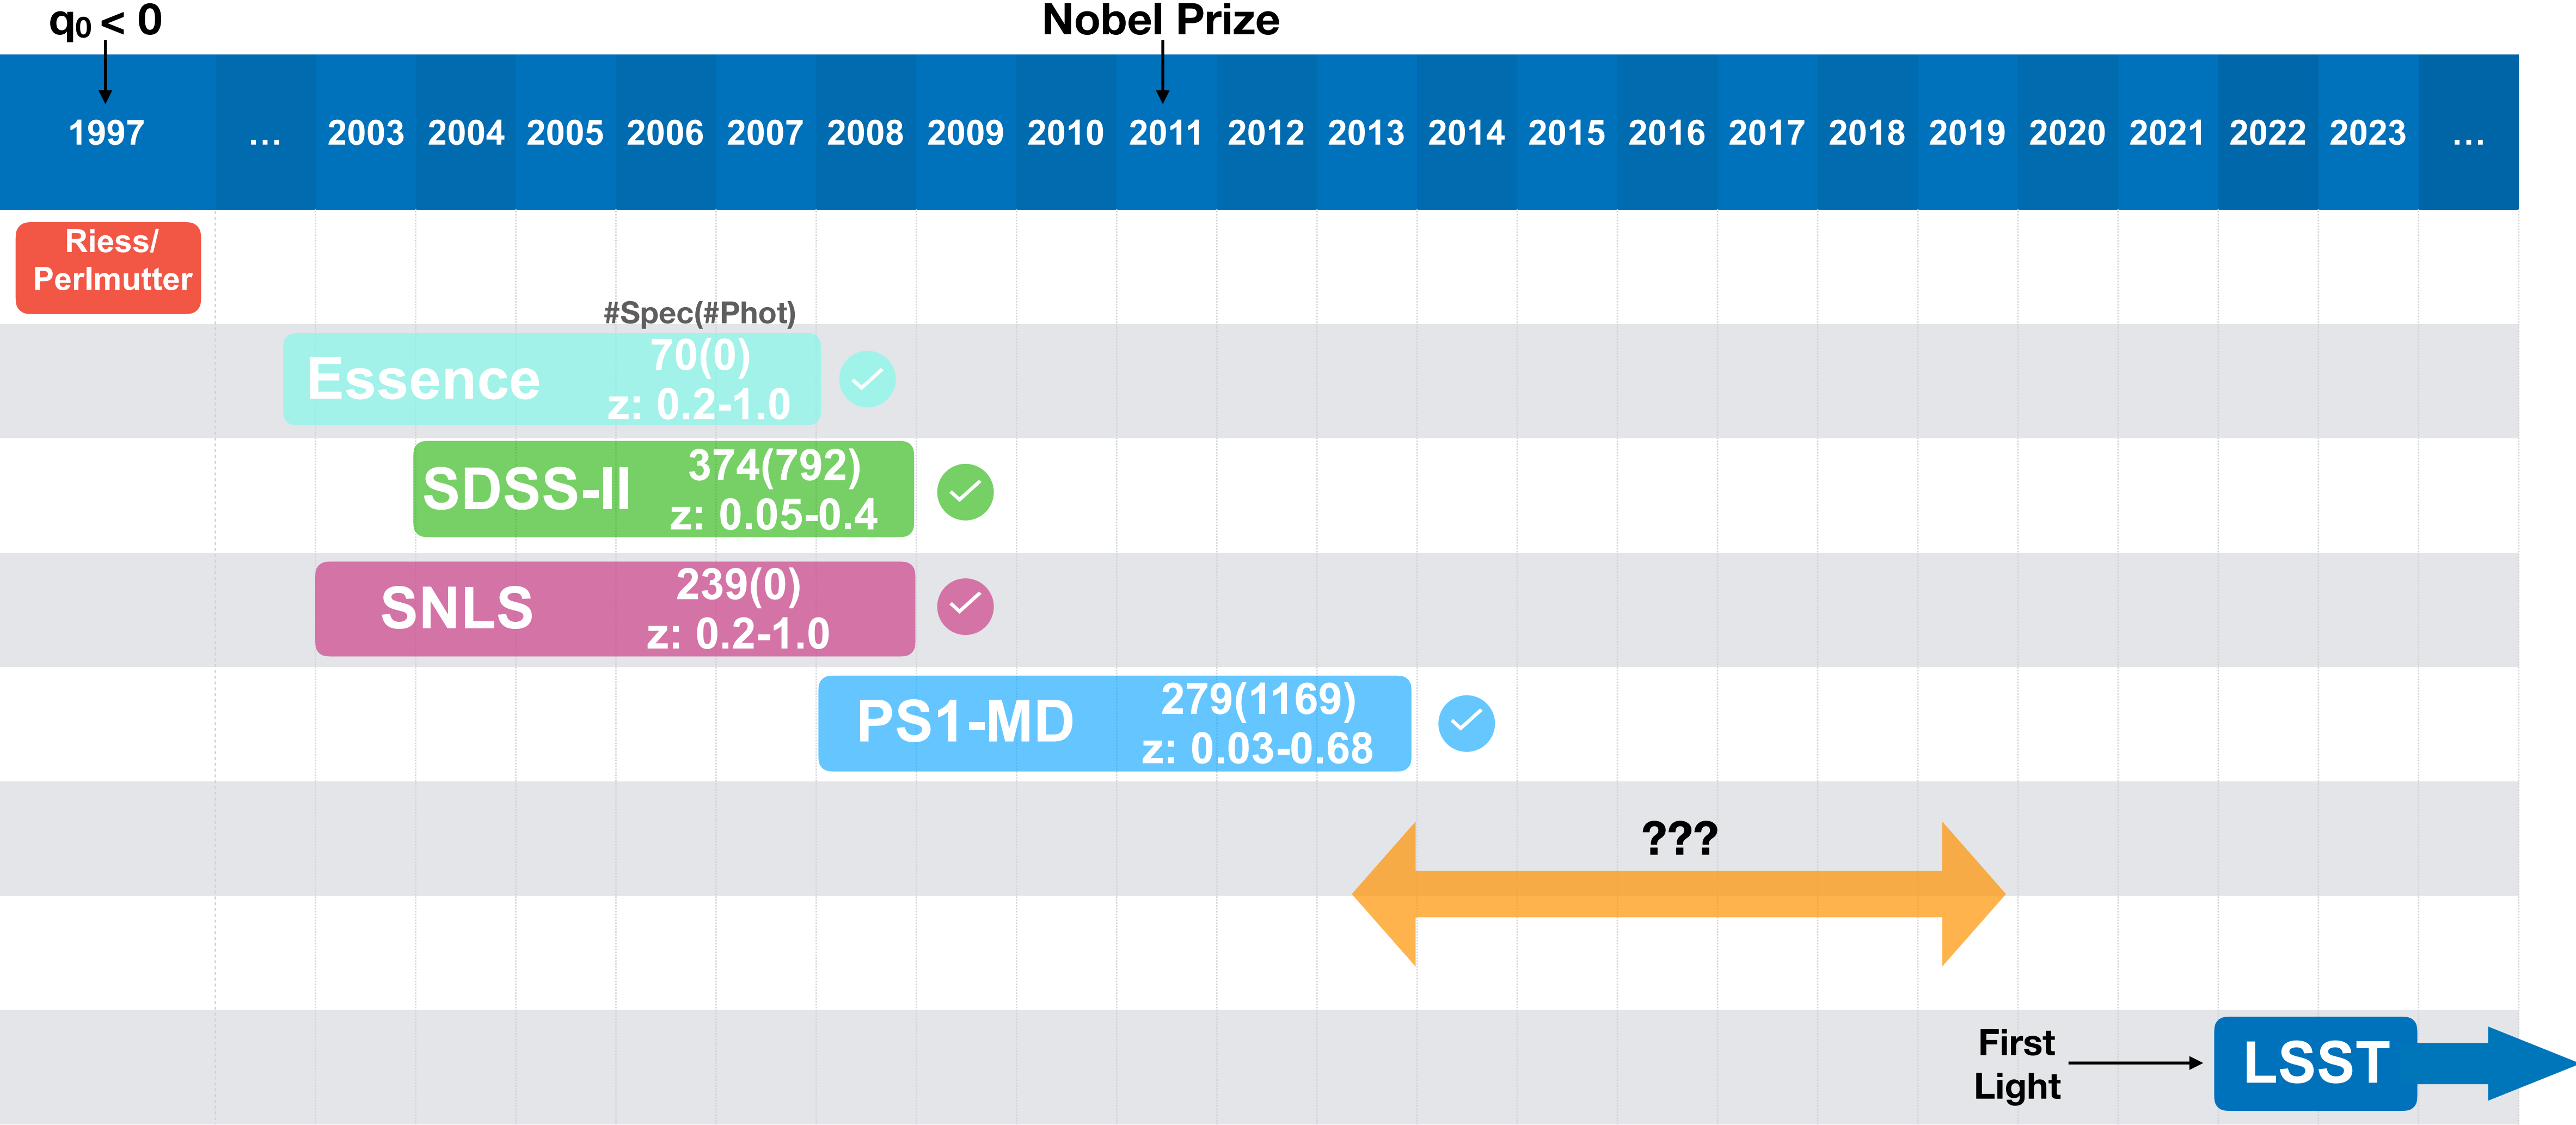 q₀ < 0
Nobel Prize
1997 ... 2003 2004 2005 2006 2007 2008 2009 2010 2011 2012 2013 2014 2015 2016 2017 2018 2019 2020 2021 2022 2023 ...
Riess/
Perlmutter
#Spec(#Phot)
Essence
70(0)
z: 0.2-1.0
SDSS-II
374(792)
z: 0.05-0.4
SNLS
239(0)
z: 0.2-1.0
PS1-MD
279(1169)
z: 0.03-0.68
???
First
Light
LSST